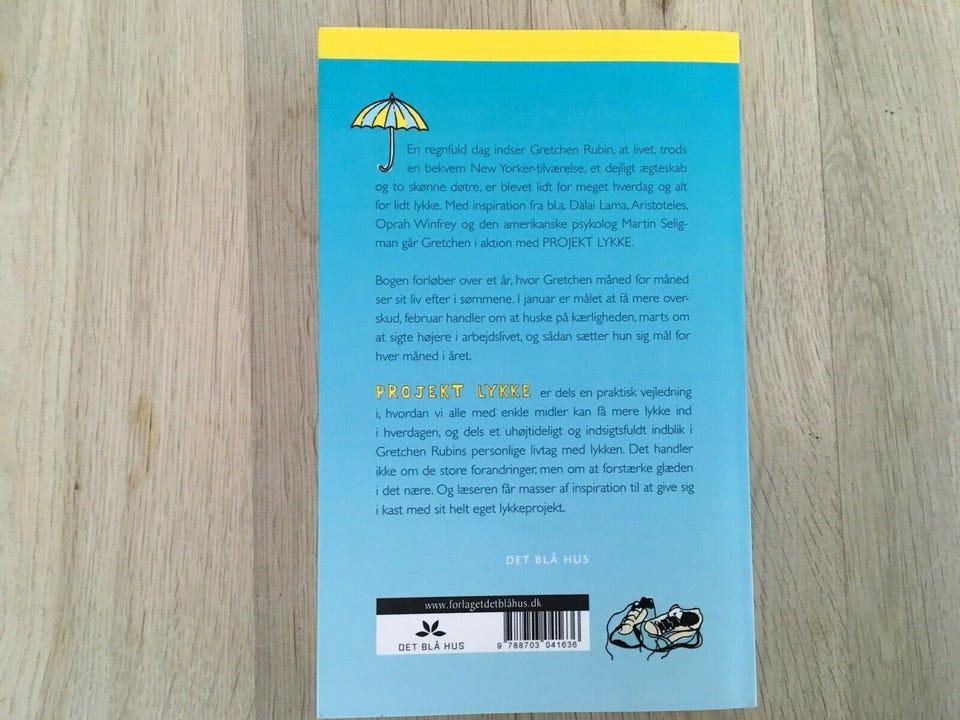 En regnfuld dag indser Gretchen Rubin, at livet, trods
en bekvem New Yorker-tilværelse, et dejligt ægteskab
og to skønne døtre, er blevet lidt for meget hverdag og alt
for lidt lykke. Med inspiration fra bl.a. Dalai Lama, Aristoteles,
Oprah Winfrey og den amerikanske psykolog Martin Selig-
man går Gretchen i aktion med PROJEKT LYKKE.
Bogen forløber over et år, hvor Gretchen måned for måned
ser sit liv efter i sømmene. I januar er målet at få mere over-
skud, februar handler om at huske på kærligheden, marts om
at sigte højere i arbejdslivet, og sådan sætter hun sig mål for
hver måned i året.
PROJEKT LYKKE er dels en praktisk vejledning
i, hvordan vi alle med enkle midler kan få mere lykke ind
i hverdagen, og dels et uhøjtideligt og indsigtsfuldt indblik i
Gretchen Rubins personlige livtag med lykken. Det handler
ikke om de store forandringer, men om at forstærke glæden
i det nære. Og læseren får masser af inspiration til at give sig
i kast med sit helt eget lykkeprojekt.
DET BLÅ HUS
www.forlagetdetblåhus.dk
DET BLÅ HUS
9 788703 041636